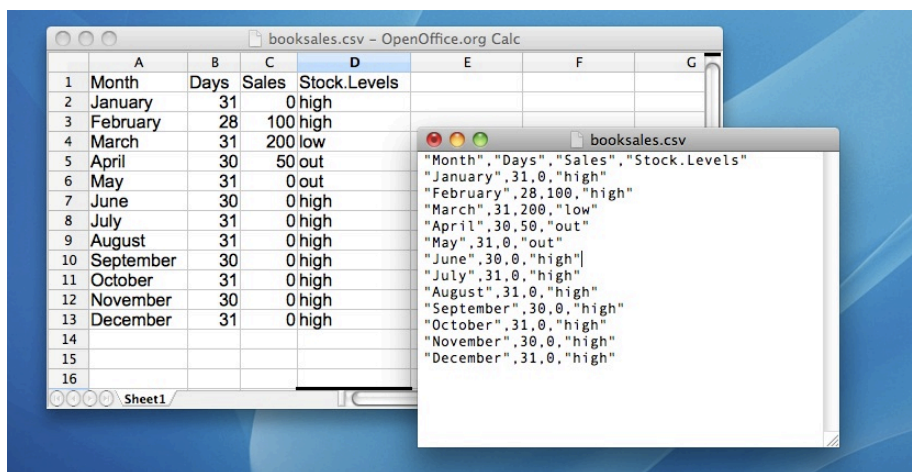 booksales.csv – OpenOffice.org Calc
A B C D E F G
1 Month Days Sales Stock.Levels
2 January 31 0 high
3 February 28 100 high
4 March 31 200 low
5 April 30 50 out
6 May 31 0 out
7 June 30 0 high
8 July 31 0 high
9 August 31 0 high
10 September 30 0 high
11 October 31 0 high
12 November 30 0 high
13 December 31 0 high
14
15
16
Sheet1
booksales.csv
"Month","Days","Sales","Stock.Levels"
"January",31,0,"high"
"February",28,100,"high"
"March",31,200,"low"
"April",30,50,"out"
"May",31,0,"out"
"June",30,0,"high"
"July",31,0,"high"
"August",31,0,"high"
"September",30,0,"high"
"October",31,0,"high"
"November",30,0,"high"
"December",31,0,"high"